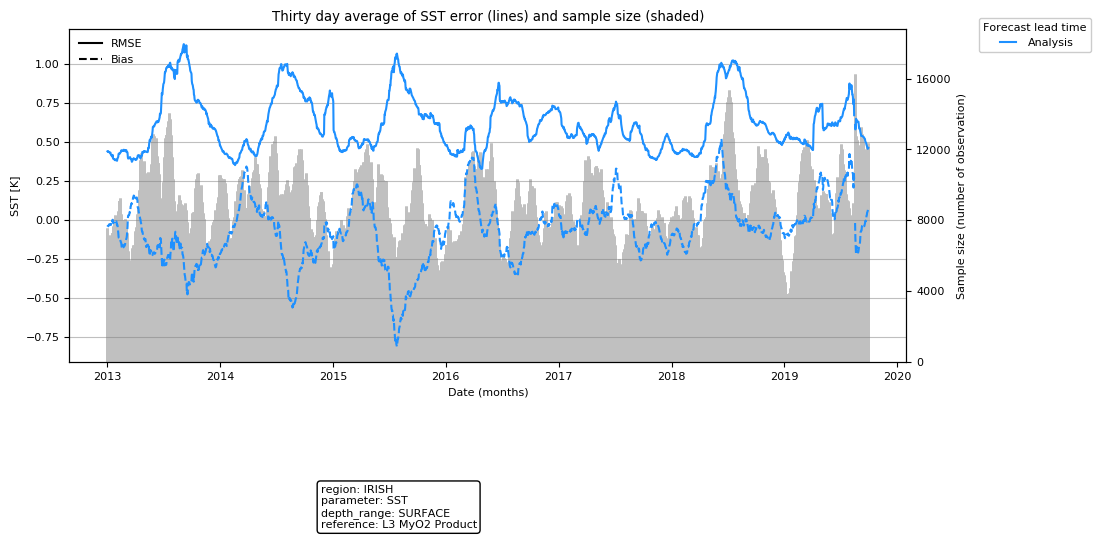 Thirty day average of SST error (lines) and sample size (shaded)
Forecast lead time
Analysis
RMSE
Bias
1.00
0.75
0.50
0.25
0.00
−0.25
−0.50
−0.75
SST [K]
16000
12000
8000
4000
0
Sample size (number of observation)
2013
2014
2015
2016
2017
2018
2019
2020
Date (months)
region: IRISH
parameter: SST
depth_range: SURFACE
reference: L3 MyO2 Product